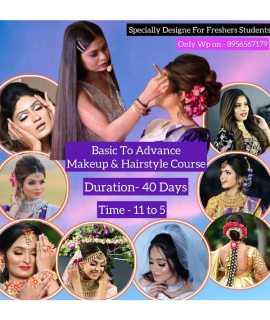 Specially Designe For Freshers Students
Only Wp on - 8956567179
Basic To Advance
Makeup & Hairstyle Course
Duration- 40 Days
Time - 11 to 5